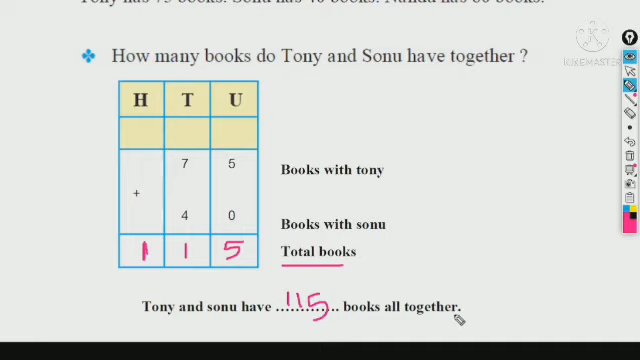 Tony has 75 books. Sonu has 40 books. Nandu has 80 books.
❖ How many books do Tony and Sonu have together ?
H T U
7 5 Books with tony
+
4 0 Books with sonu
1 1 5 Total books
Tony and sonu have ....115.... books all together.
KINEMASTER